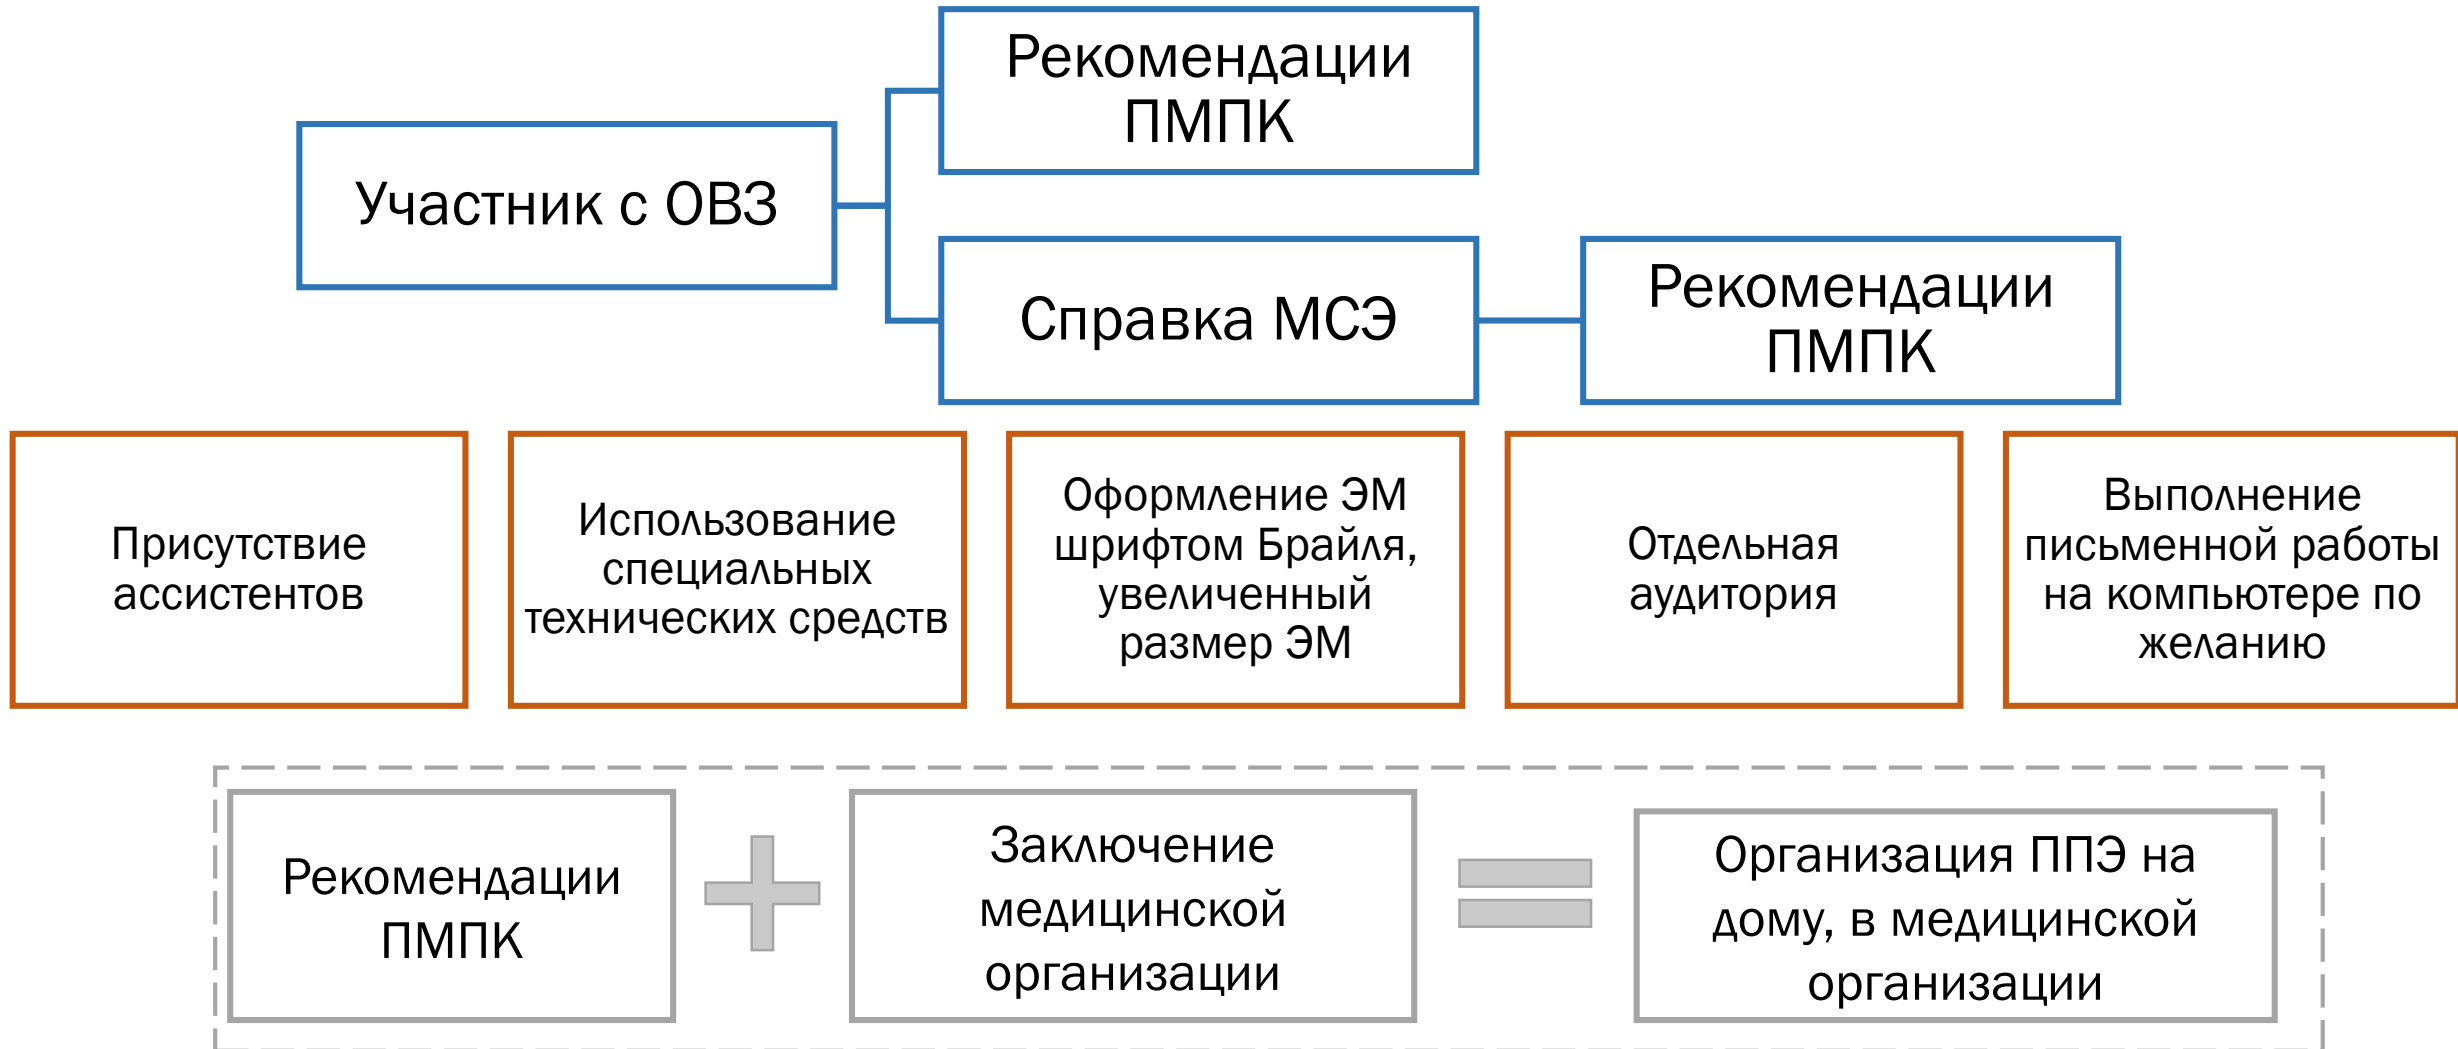 Рекомендации
ПМПК
Участник с ОВЗ
Справка МСЭ
Рекомендации
ПМПК
Присутствие
ассистентов
Использование
специальных
технических средств
Оформление ЭМ
шрифтом Брайля,
увеличенный
размер ЭМ
Отдельная
аудитория
Выполнение
письменной работы
на компьютере по
желанию
Рекомендации
ПМПК
Заключение
медицинской
организации
Организация ППЭ на
дому, в медицинской
организации